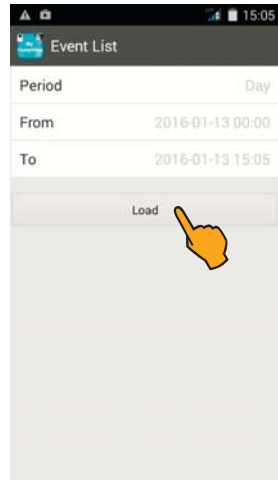 15:05
Event List
Period Day
From 2016-01-13 00:00
To 2016-01-13 15:05
Load